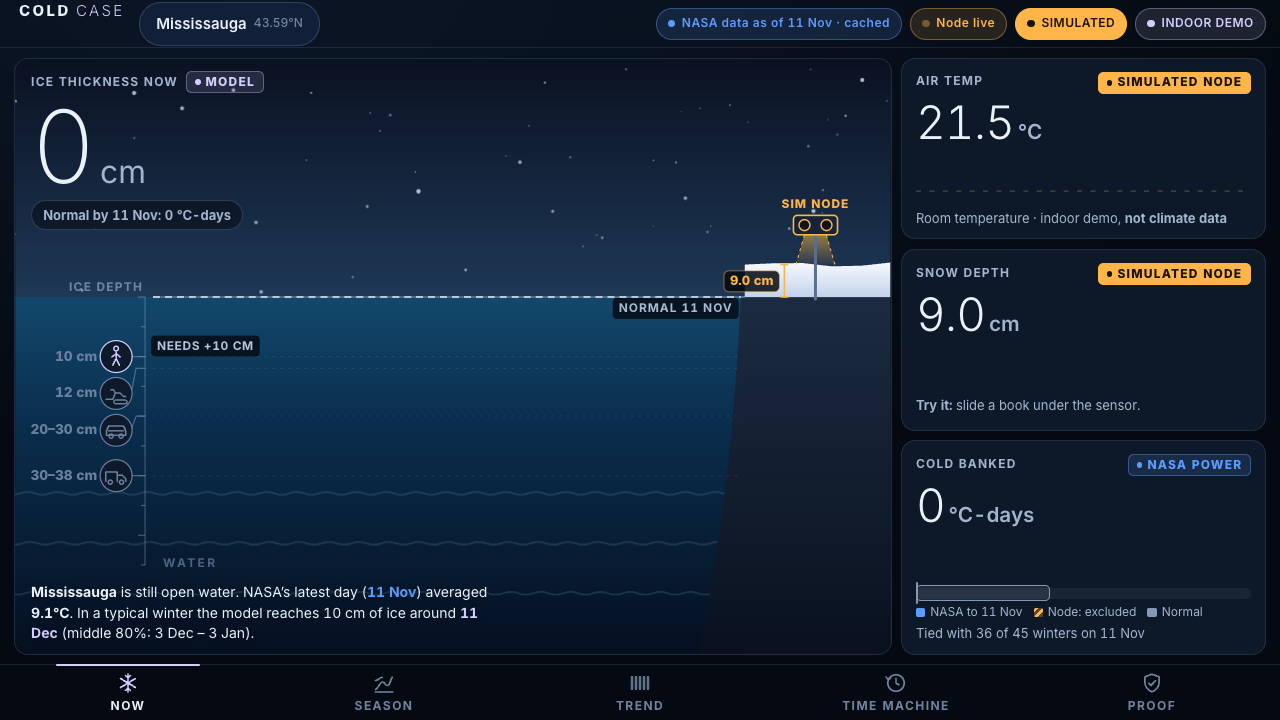 COLD CASE
Mississauga 43.59°N
NASA data as of 11 Nov · cached
Node live
SIMULATED
INDOOR DEMO
ICE THICKNESS NOW
MODEL
0 cm
Normal by 11 Nov: 0 °C-days
SIM NODE
9.0 cm
ICE DEPTH
NORMAL 11 NOV
NEEDS +10 CM
10 cm
12 cm
20–30 cm
30–38 cm
WATER
Mississauga is still open water. NASA's latest day (11 Nov) averaged
9.1°C. In a typical winter the model reaches 10 cm of ice around 11
Dec (middle 80%: 3 Dec – 3 Jan).
AIR TEMP
SIMULATED NODE
21.5 °C
Room temperature · indoor demo, not climate data
SNOW DEPTH
SIMULATED NODE
9.0 cm
Try it: slide a book under the sensor.
COLD BANKED
NASA POWER
0 °C-days
NASA to 11 Nov
Node: excluded
Normal
Tied with 36 of 45 winters on 11 Nov
NOW
SEASON
TREND
TIME MACHINE
PROOF